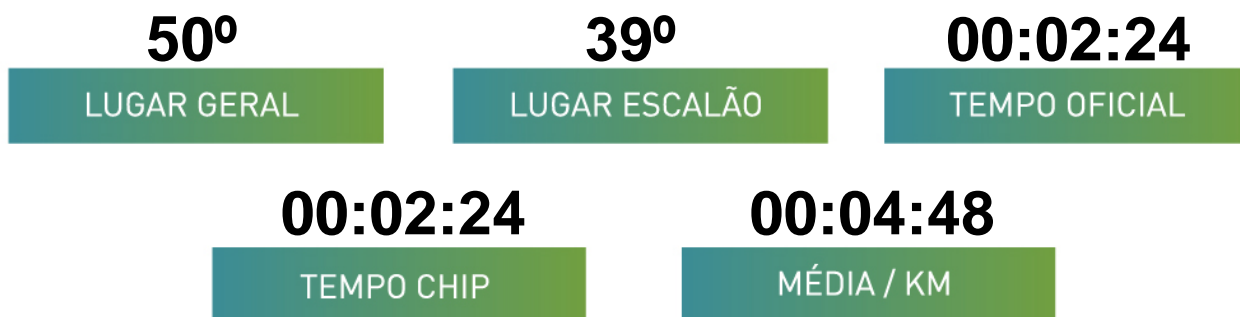 50º
LUGAR GERAL
39º
LUGAR ESCALÃO
00:02:24
TEMPO OFICIAL
00:02:24
TEMPO CHIP
00:04:48
MÉDIA / KM